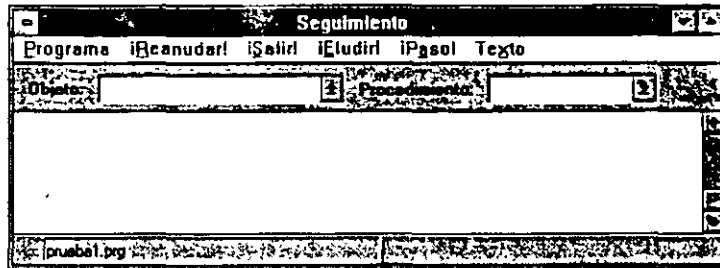 Seguimiento
Programa ¡Reanudar! ¡Salir! ¡Eludir! ¡Paso! Texto
Objeto: Procedimiento:
prueba1.prg